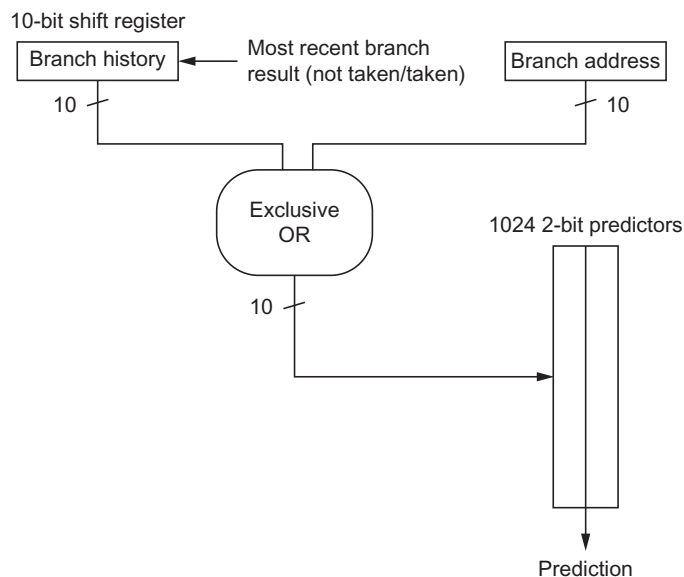 10-bit shift register
Branch history
Most recent branch
result (not taken/taken)
Branch address
10
10
Exclusive
OR
1024 2-bit predictors
10
Prediction